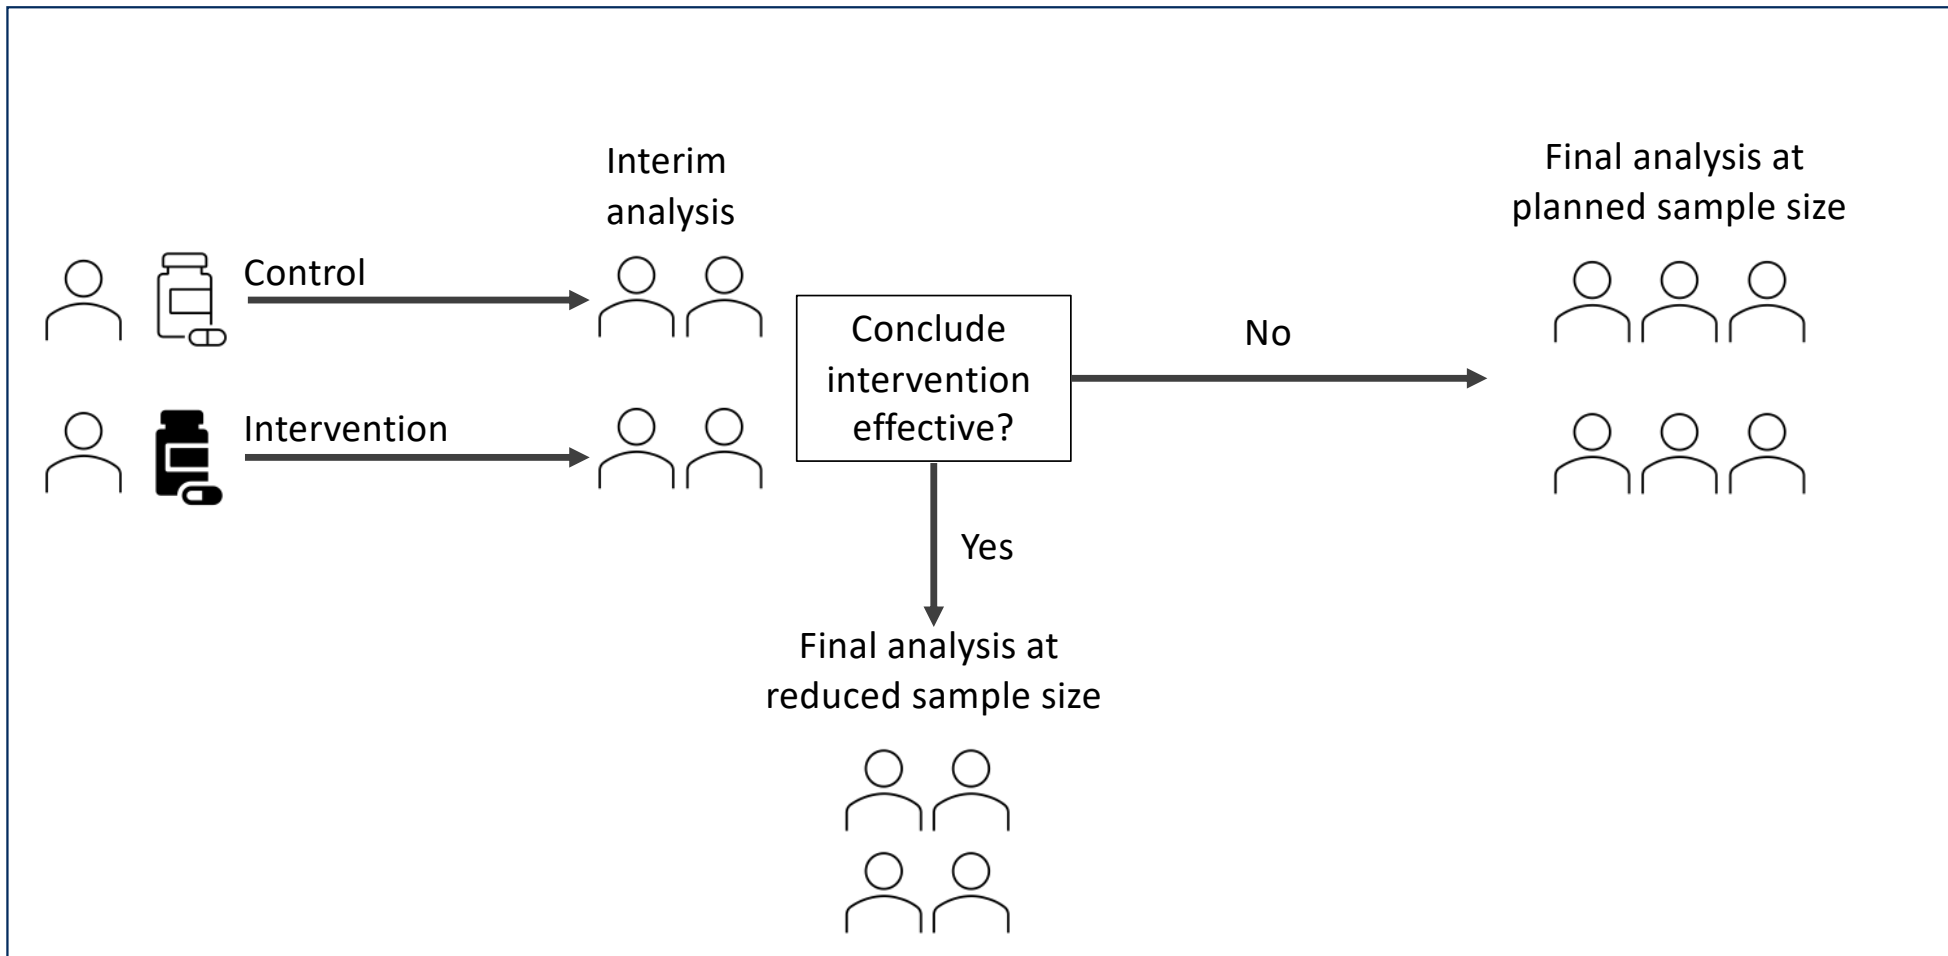 Interim
analysis
Control
Intervention
Conclude
intervention
effective?
No
Final analysis at
planned sample size
Yes
Final analysis at
reduced sample size